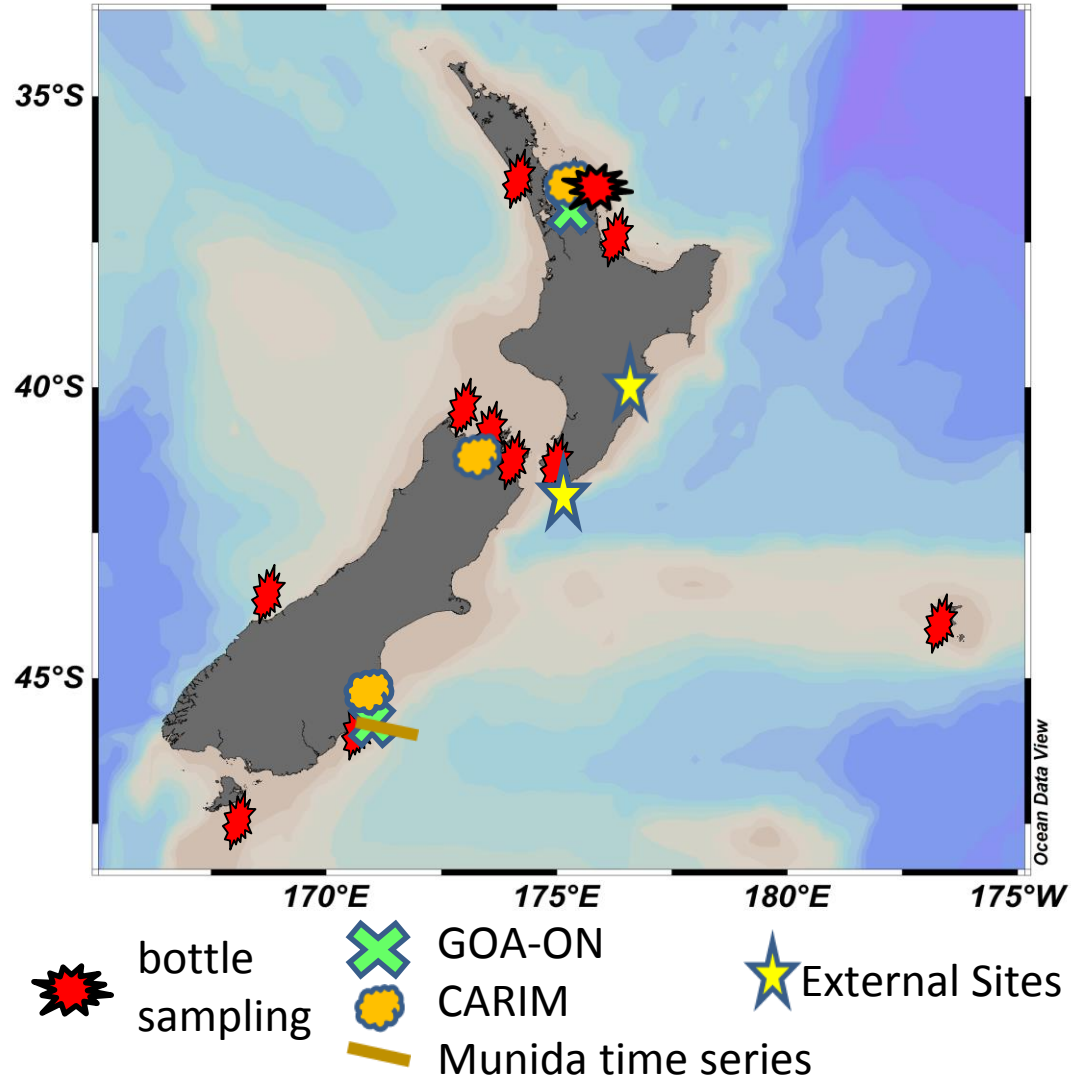 35°S
40°S
45°S
Ocean Data View
170°E
175°E
180°E
175°W
bottle
sampling
GOA-ON
CARIM
Munida time series
External Sites